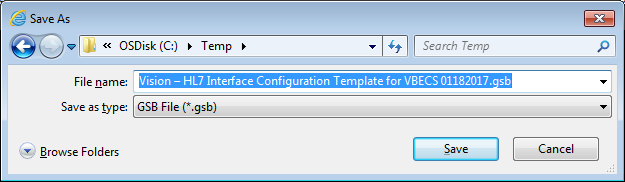 Save As
« OSDisk (C:) ▸ Temp ▸
Search Temp
File name: Vision – HL7 Interface Configuration Template for VBECS 01182017.gsb
Save as type: GSB File (*.gsb)
Browse Folders Save Cancel